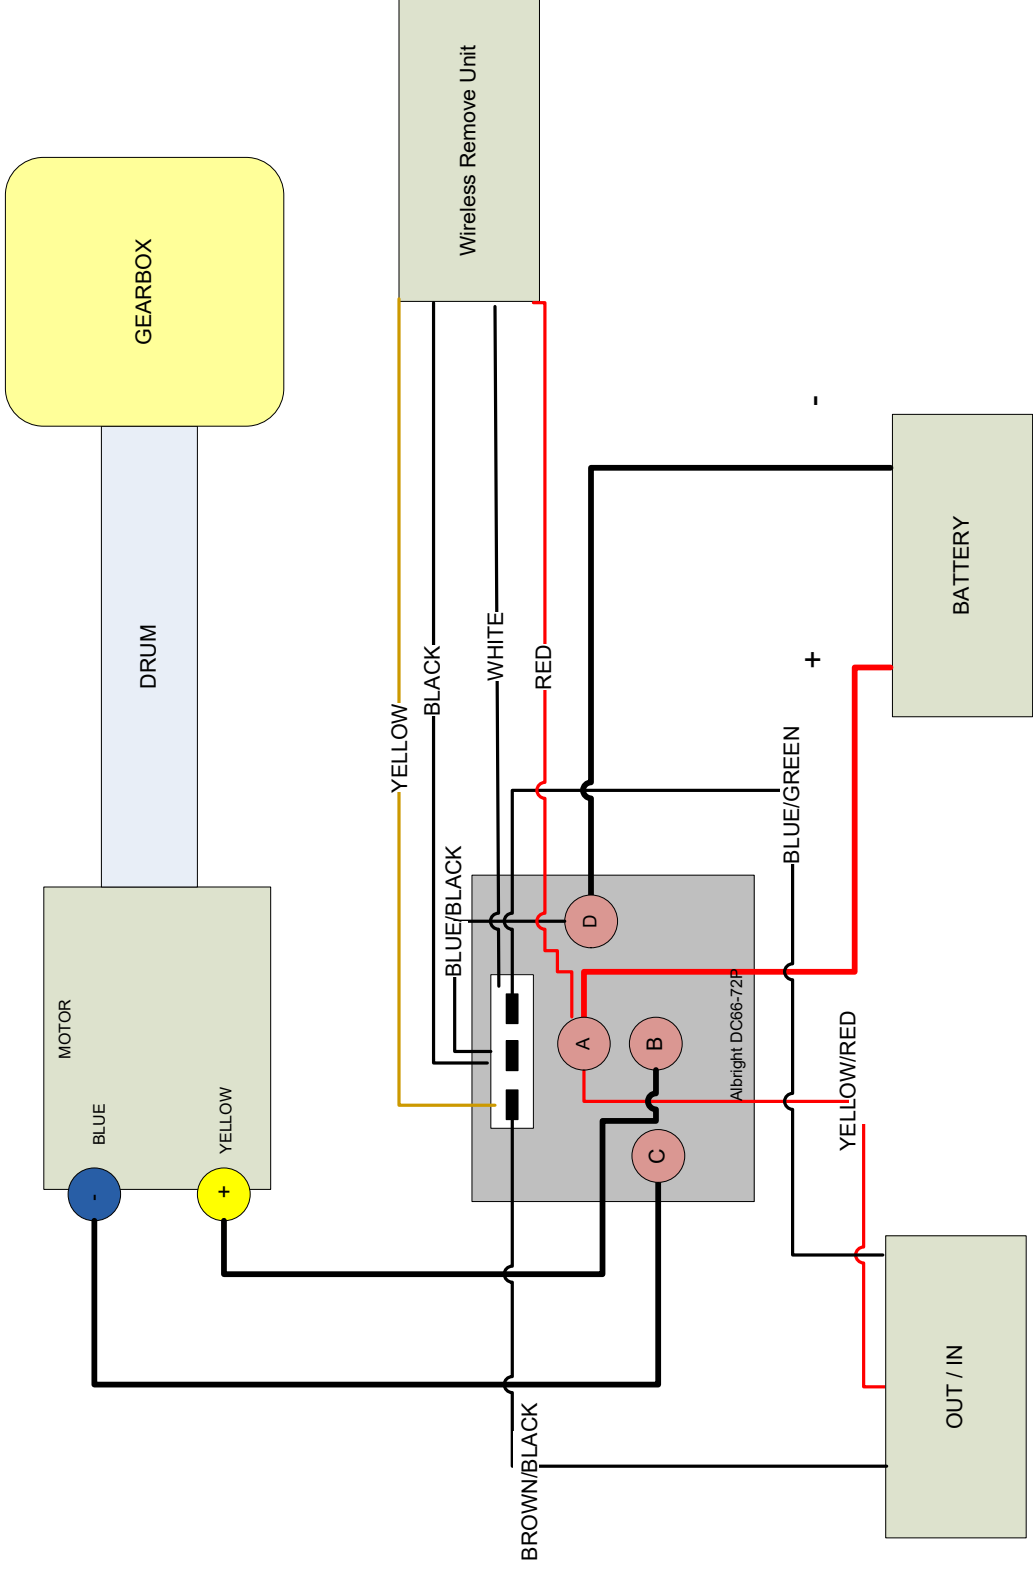 GEARBOX
DRUM
MOTOR
BLUE
YELLOW
-
+
Wireless Remove Unit
YELLOW
BLACK
WHITE
RED
BLUE/BLACK
D
A
B
C
Albright DC66-72P
-
+
BATTERY
BLUE/GREEN
YELLOW/RED
BROWN/BLACK
OUT / IN